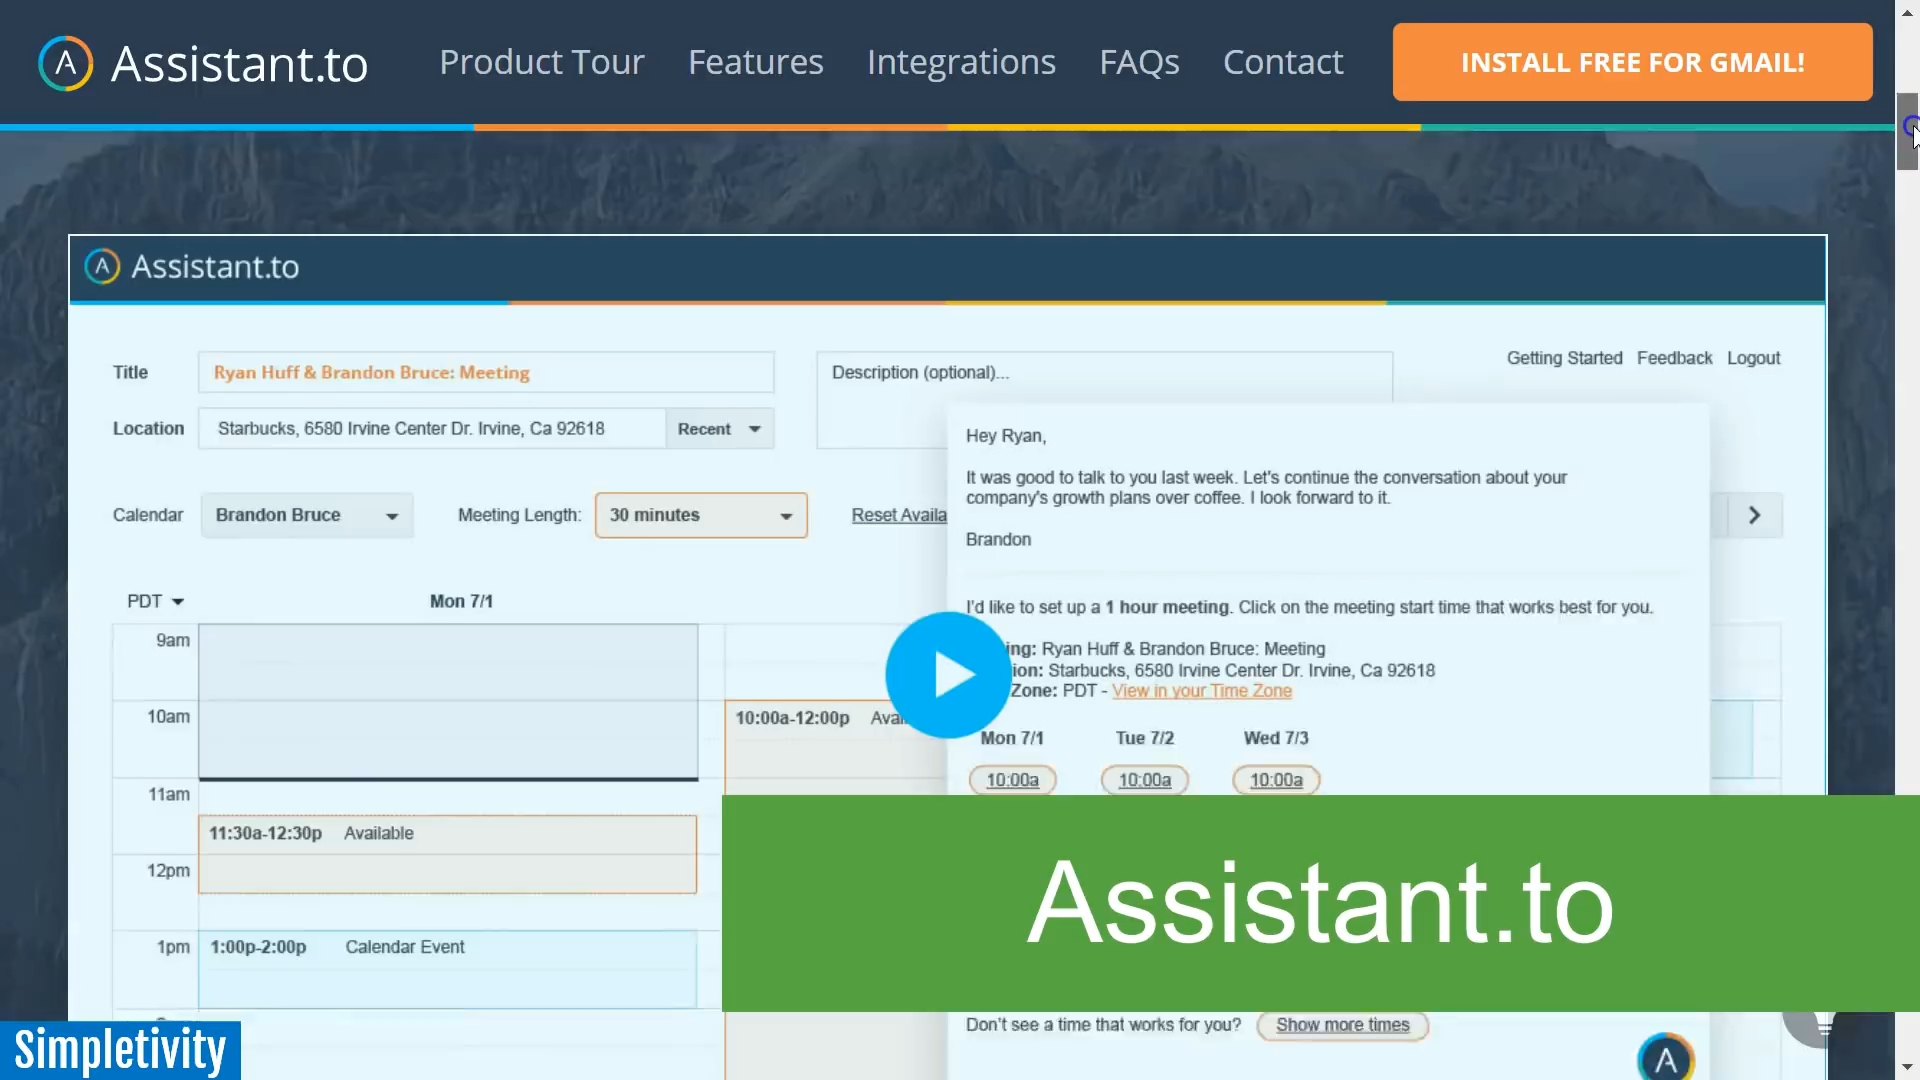 Assistant.to Product Tour Features Integrations FAQs Contact INSTALL FREE FOR GMAIL!
Assistant.to
Getting Started Feedback Logout
Title Ryan Huff & Brandon Bruce: Meeting Description (optional)...
Location Starbucks, 6580 Irvine Center Dr. Irvine, Ca 92618 Recent
Calendar Brandon Bruce Meeting Length: 30 minutes Reset Availa
Hey Ryan,
It was good to talk to you last week. Let's continue the conversation about your
company's growth plans over coffee. I look forward to it.
Brandon
I'd like to set up a 1 hour meeting. Click on the meeting start time that works best for you.
ing: Ryan Huff & Brandon Bruce: Meeting
ion: Starbucks, 6580 Irvine Center Dr. Irvine, Ca 92618
Zone: PDT - View in your Time Zone
Mon 7/1 Tue 7/2 Wed 7/3
10:00a 10:00a 10:00a
PDT Mon 7/1
9am
10am 10:00a-12:00p Avai
11am
11:30a-12:30p Available
12pm
1pm 1:00p-2:00p Calendar Event
Assistant.to
Don't see a time that works for you? Show more times
Simpletivity